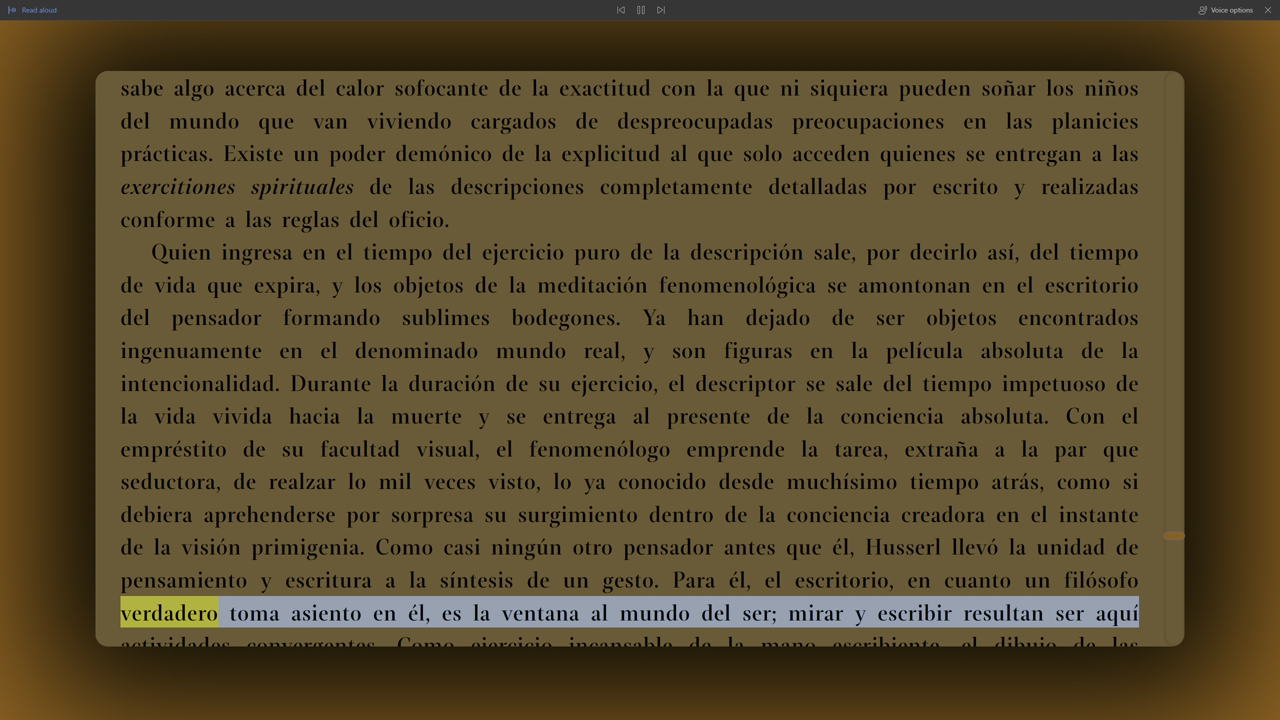 Read aloud
Voice options
sabe algo acerca del calor sofocante de la exactitud con la que ni siquiera pueden soñar los niños
del mundo que van viviendo cargados de despreocupadas preocupaciones en las planicies
prácticas. Existe un poder demónico de la explicitud al que solo acceden quienes se entregan a las
exercitiones spirituales de las descripciones completamente detalladas por escrito y realizadas
conforme a las reglas del oficio.
Quien ingresa en el tiempo del ejercicio puro de la descripción sale, por decirlo así, del tiempo
de vida que expira, y los objetos de la meditación fenomenológica se amontonan en el escritorio
del pensador formando sublimes bodegones. Ya han dejado de ser objetos encontrados
ingenuamente en el denominado mundo real, y son figuras en la película absoluta de la
intencionalidad. Durante la duración de su ejercicio, el descriptor se sale del tiempo impetuoso de
la vida vivida hacia la muerte y se entrega al presente de la conciencia absoluta. Con el
empréstito de su facultad visual, el fenomenólogo emprende la tarea, extraña a la par que
seductora, de realzar lo mil veces visto, lo ya conocido desde muchísimo tiempo atrás, como si
debiera aprehenderse por sorpresa su surgimiento dentro de la conciencia creadora en el instante
de la visión primigenia. Como casi ningún otro pensador antes que él, Husserl llevó la unidad de
pensamiento y escritura a la síntesis de un gesto. Para él, el escritorio, en cuanto un filósofo
verdadero toma asiento en él, es la ventana al mundo del ser; mirar y escribir resultan ser aquí
actividades convergentes. Como ejercicio incansable de la mano escribiente, el dibujo de las